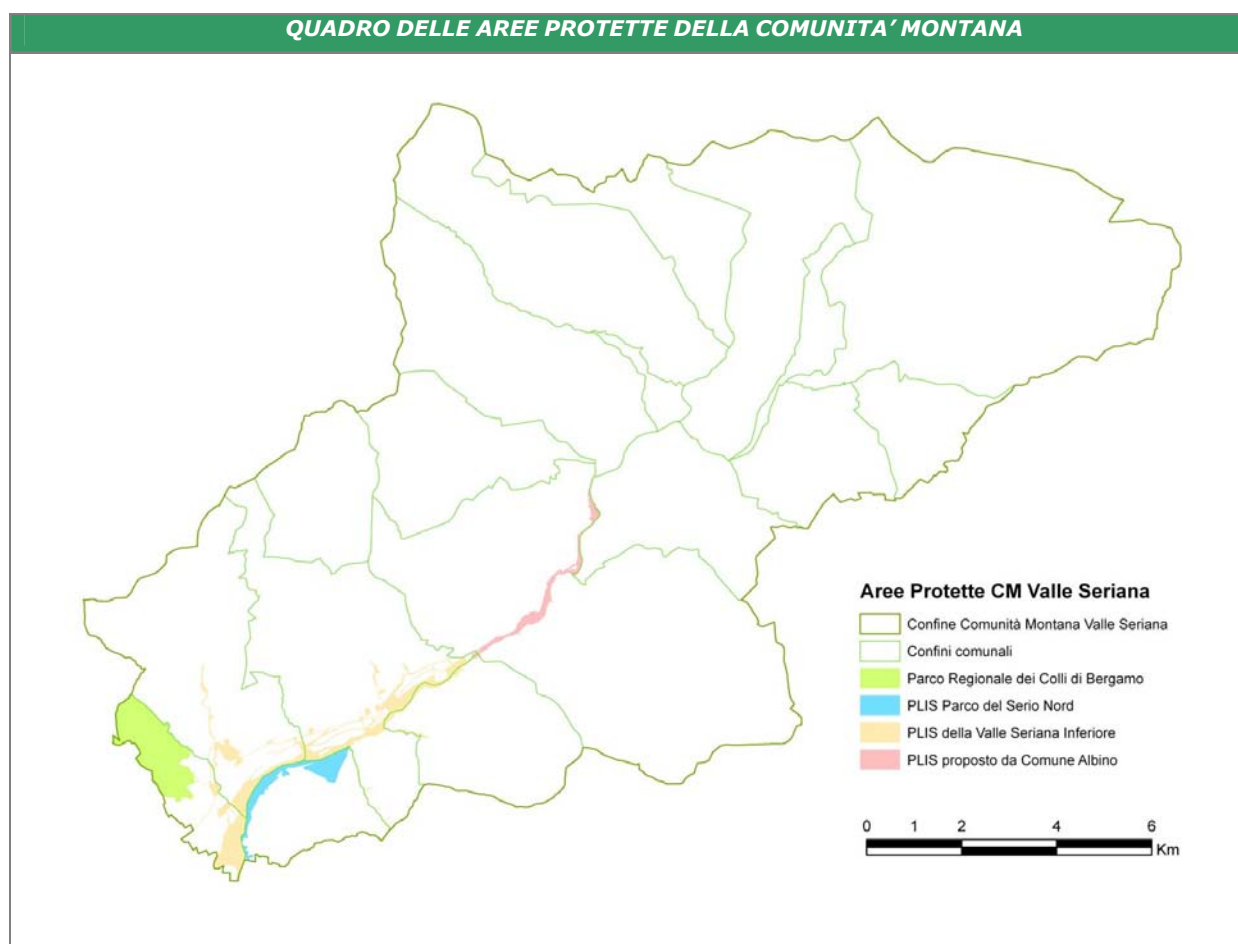 QUADRO DELLE AREE PROTETTE DELLA COMUNITA’ MONTANA
Aree Protette CM Valle Seriana
Confine Comunità Montana Valle Seriana
Confini comunali
Parco Regionale dei Colli di Bergamo
PLIS Parco del Serio Nord
PLIS della Valle Seriana Inferiore
PLIS proposto da Comune Albino
0 1 2 4 6
Km